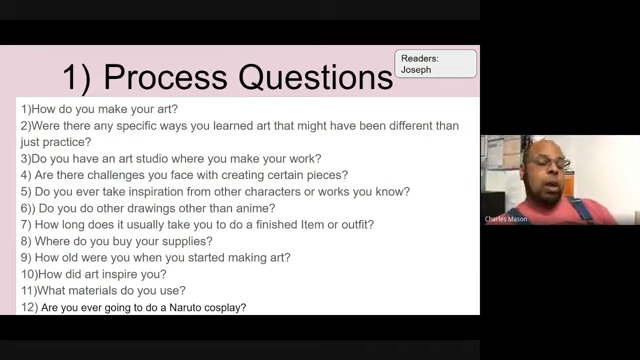 1) Process Questions
Readers:
Joseph
1)How do you make your art?
2)Were there any specific ways you learned art that might have been different than
just practice?
3)Do you have an art studio where you make your work?
4) Are there challenges you face with creating certain pieces?
5) Do you ever take inspiration from other characters or works you know?
6)) Do you do other drawings other than anime?
7) How long does it usually take you to do a finished Item or outfit?
8) Where do you buy your supplies?
9) How old were you when you started making art?
10)How did art inspire you?
11)What materials do you use?
12) Are you ever going to do a Naruto cosplay?
Charles Mason